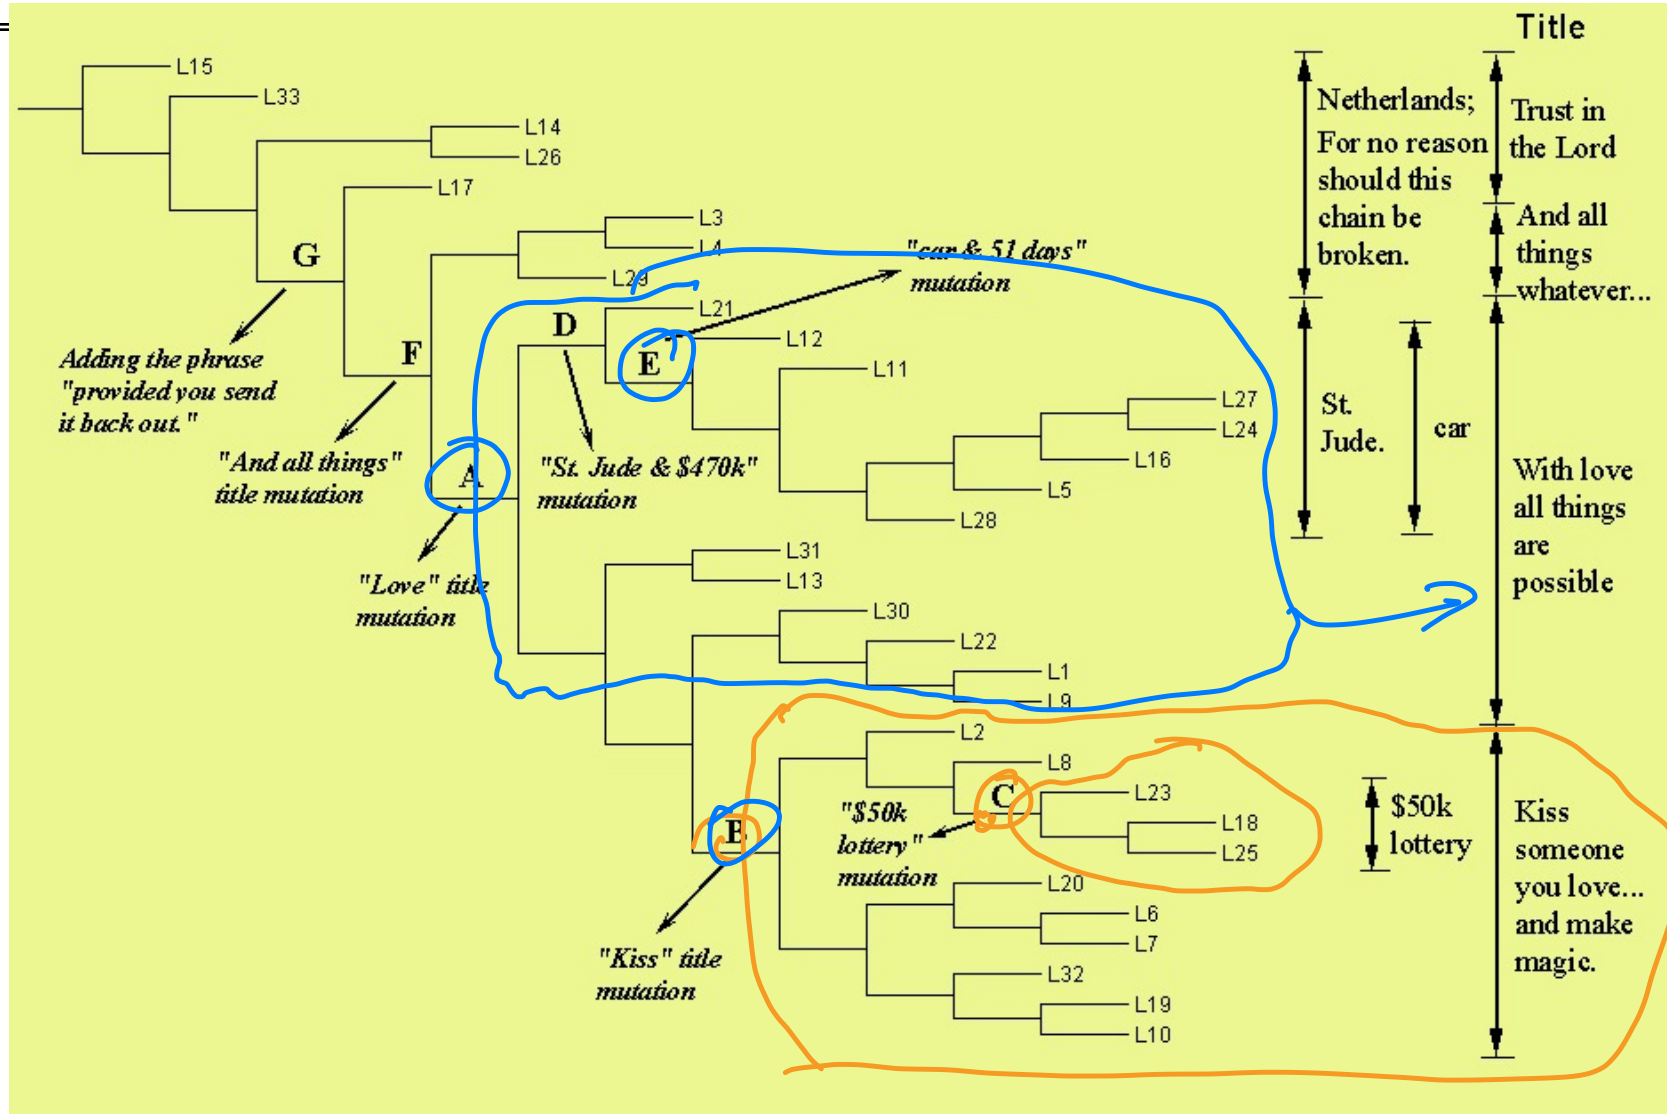 Title
L15
L33
L14
L26
L17
L3
L4
L29
L21
L12
L11
L27
L24
L16
L5
L28
L31
L13
L30
L22
L1
L9
L2
L8
L23
L18
L25
L20
L6
L7
L32
L19
L10
G
F
A
D
E
B
C
Adding the phrase
"provided you send
it back out."
"And all things"
title mutation
"Love" title
mutation
"St. Jude & $470k"
mutation
"car & 51 days"
mutation
"$50k
lottery"
mutation
"Kiss" title
mutation
Netherlands;
For no reason
should this
chain be
broken.
St.
Jude.
car
$50k
lottery
Trust in
the Lord
And all
things
whatever...
With love
all things
are
possible
Kiss
someone
you love...
and make
magic.